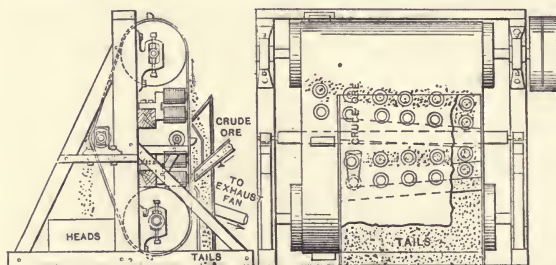 CRUDE
ORE
TO
EXHAUST
FAN
HEADS
TAILS
CRUDE ORE
TAILS